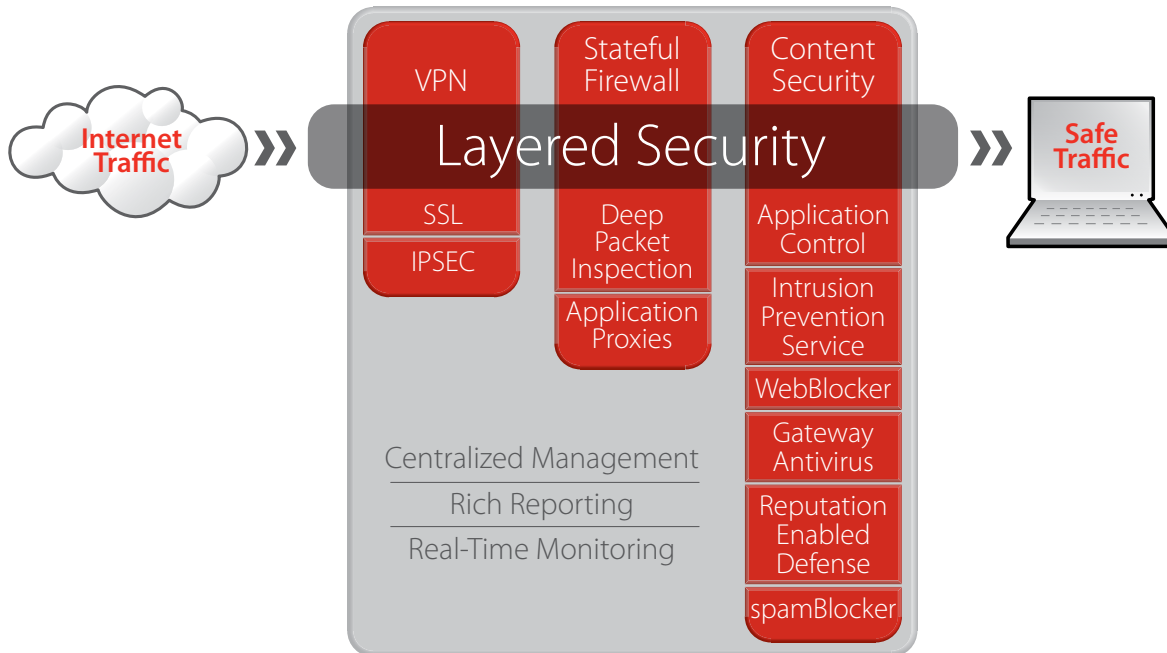 Internet
Traffic
VPN
Stateful
Firewall
Content
Security
Layered Security
Safe
Traffic
SSL
IPSEC
Deep
Packet
Inspection
Application
Proxies
Application
Control
Intrusion
Prevention
Service
WebBlocker
Gateway
Antivirus
Reputation
Enabled
Defense
spamBlocker
Centralized Management
Rich Reporting
Real-Time Monitoring